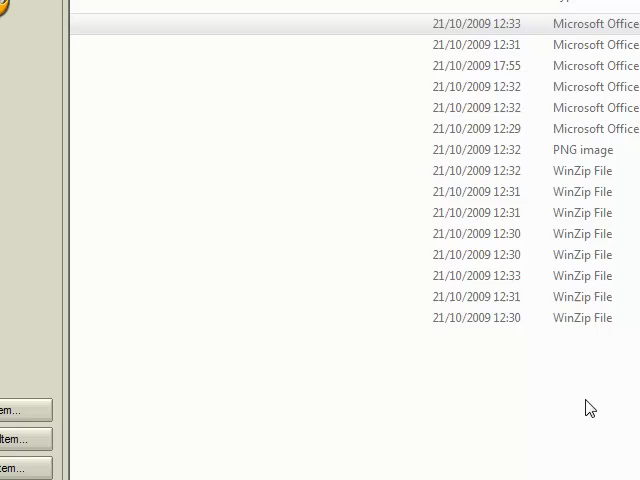 21/10/2009 12:33 Microsoft Office
21/10/2009 12:31 Microsoft Office
21/10/2009 17:55 Microsoft Office
21/10/2009 12:32 Microsoft Office
21/10/2009 12:32 Microsoft Office
21/10/2009 12:29 Microsoft Office
21/10/2009 12:32 PNG image
21/10/2009 12:32 WinZip File
21/10/2009 12:31 WinZip File
21/10/2009 12:31 WinZip File
21/10/2009 12:30 WinZip File
21/10/2009 12:30 WinZip File
21/10/2009 12:33 WinZip File
21/10/2009 12:31 WinZip File
21/10/2009 12:30 WinZip File
em...
Item...
tem...